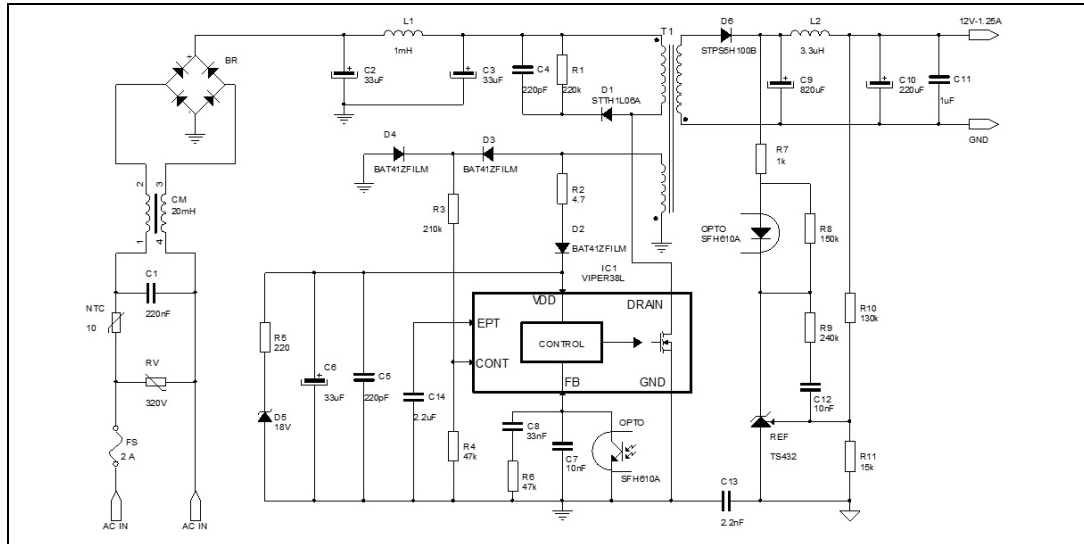 L1
1mH
T1
D6
STPS5H100B
L2
3.3uH
12V-1.25A
BR
C2
33uF
C3
33uF
C4
220pF
R1
220k
D1
STTH1L06A
C9
820uF
C10
220uF
C11
1uF
GND
D4
BAT41ZFILM
D3
BAT41ZFILM
R7
1k
2
3
CM
20mH
1
4
R3
210k
R2
4.7
D2
BAT41ZFILM
OPTO
SFH610A
R8
150k
IC1
VIPER38L
C1
220nF
NTC
10
VDD
DRAIN
EPT
CONTROL
CONT
FB
GND
R10
130k
R9
240k
R5
220
RV
320V
C6
33uF
C5
220pF
C14
2.2uF
C12
10nF
D5
18V
FS
2 A
R4
47k
C8
33nF
C7
10nF
R6
47k
OPTO
SFH610A
REF
TS432
R11
15k
C13
2.2nF
AC IN
AC IN